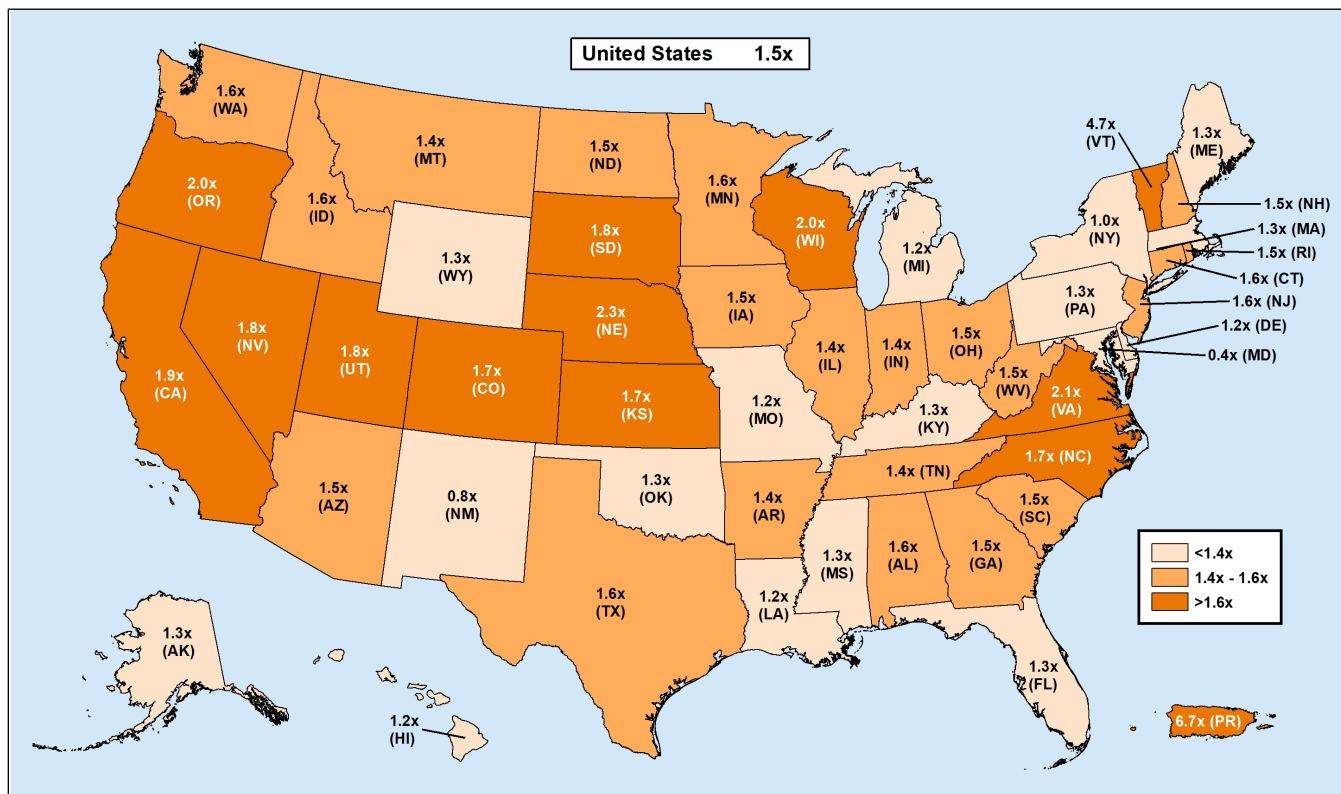 United States 1.5x
1.6x
(WA)
2.0x
(OR)
1.9x
(CA)
1.8x
(NV)
1.6x
(ID)
1.4x
(MT)
1.3x
(WY)
1.8x
(UT)
1.7x
(CO)
1.5x
(AZ)
0.8x
(NM)
1.5x
(ND)
1.8x
(SD)
2.3x
(NE)
1.7x
(KS)
1.3x
(OK)
1.6x
(TX)
1.6x
(MN)
1.5x
(IA)
1.2x
(MO)
1.4x
(AR)
1.2x
(LA)
2.0x
(WI)
1.4x
(IL)
1.2x
(MI)
1.4x
(IN)
1.5x
(OH)
1.3x
(KY)
1.4x (TN)
1.3x
(MS)
1.6x
(AL)
1.5x
(GA)
1.3x
(FL)
1.5x
(SC)
1.7x (NC)
2.1x
(VA)
1.5x
(WV)
1.3x
(PA)
1.0x
(NY)
4.7x
(VT)
1.3x
(ME)
1.5x (NH)
1.3x (MA)
1.5x (RI)
1.6x (CT)
1.6x (NJ)
1.2x (DE)
0.4x (MD)
1.3x
(AK)
1.2x
(HI)
6.7x (PR)
<1.4x
1.4x - 1.6x
>1.6x